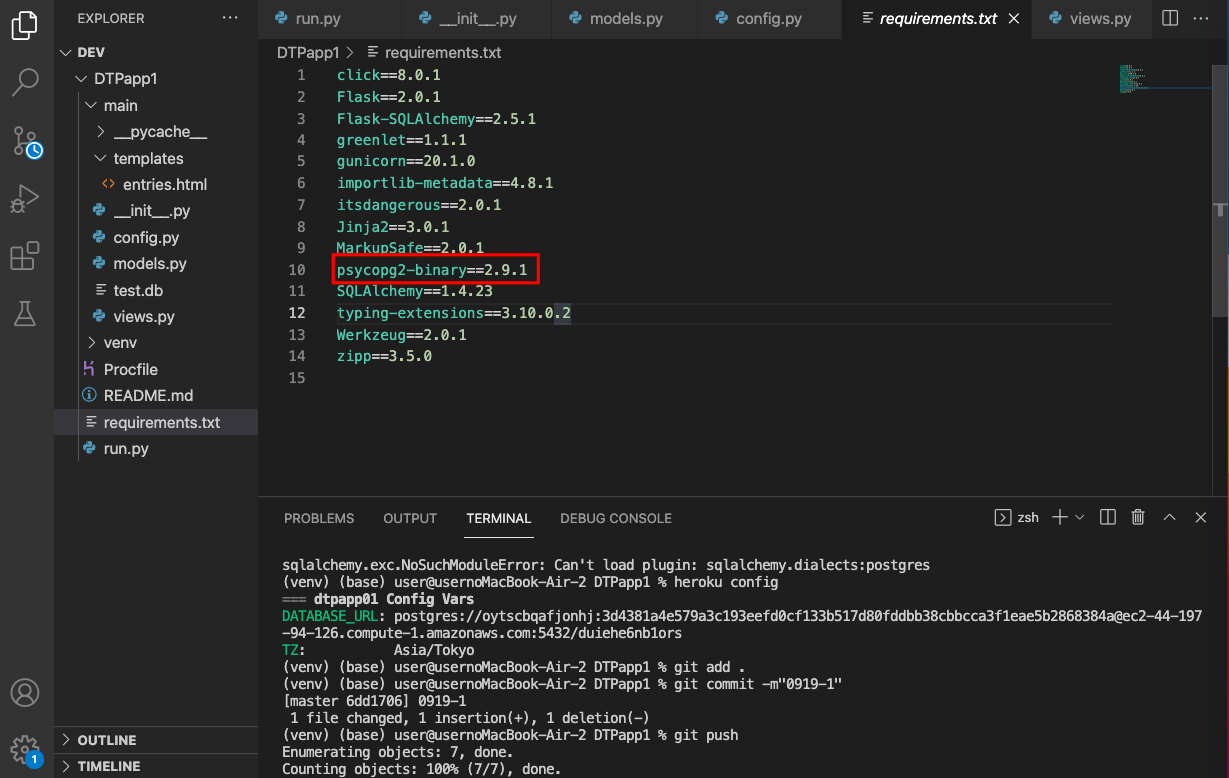 EXPLORER
run.py
__init__.py
models.py
config.py
requirements.txt
views.py
DEV
DTPapp1
main
__pycache__
templates
entries.html
__init__.py
config.py
models.py
test.db
views.py
venv
Procfile
README.md
requirements.txt
run.py
OUTLINE
TIMELINE
1
DTPapp1 > requirements.txt
1 click==8.0.1
2 Flask==2.0.1
3 Flask-SQLAlchemy==2.5.1
4 greenlet==1.1.1
5 gunicorn==20.1.0
6 importlib-metadata==4.8.1
7 itsdangerous==2.0.1
8 Jinja2==3.0.1
9 MarkupSafe==2.0.1
10 psycopg2-binary==2.9.1
11 SQLAlchemy==1.4.23
12 typing-extensions==3.10.0.2
13 Werkzeug==2.0.1
14 zipp==3.5.0
15
PROBLEMS OUTPUT TERMINAL DEBUG CONSOLE zsh
sqlalchemy.exc.NoSuchModuleError: Can't load plugin: sqlalchemy.dialects:postgres
(venv) (base) user@usernoMacBook-Air-2 DTPapp1 % heroku config
=== dtpapp01 Config Vars
DATABASE_URL: postgres://oytscbqafjonhj:3d4381a4e579a3c193eefd0cf133b517d80fddbb38cbbcca3f1eae5b2868384a@ec2-44-197
-94-126.compute-1.amazonaws.com:5432/duiehe6nb1ors
TZ: Asia/Tokyo
(venv) (base) user@usernoMacBook-Air-2 DTPapp1 % git add .
(venv) (base) user@usernoMacBook-Air-2 DTPapp1 % git commit -m"0919-1"
[master 6dd1706] 0919-1
1 file changed, 1 insertion(+), 1 deletion(-)
(venv) (base) user@usernoMacBook-Air-2 DTPapp1 % git push
Enumerating objects: 7, done.
Counting objects: 100% (7/7), done.